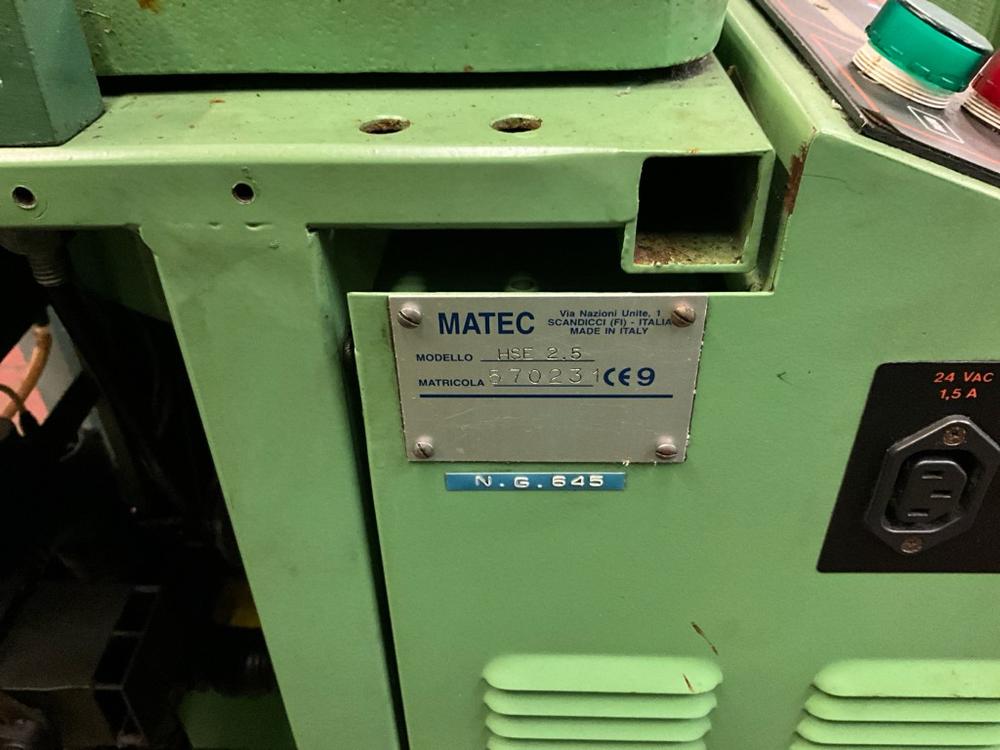 MATEC
Via Nazioni Unite, 1
SCANDICCI (FI) - ITALIA
MADE IN ITALY
MODELLO HSE 2.5
MATRICOLA 570231 CE 9
N.G.645
24 VAC
1,5 A